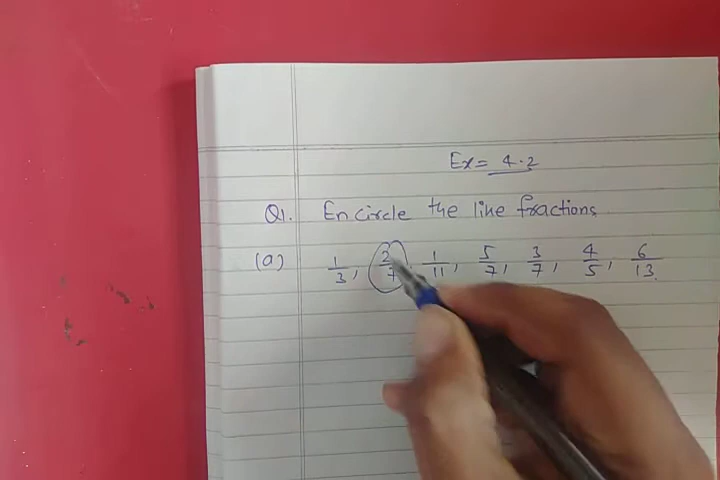 Ex= 4.2
Q1. Encircle the like fractions
(a) 1/3, 2/7, 1/11, 5/7, 3/7, 4/5, 6/13.